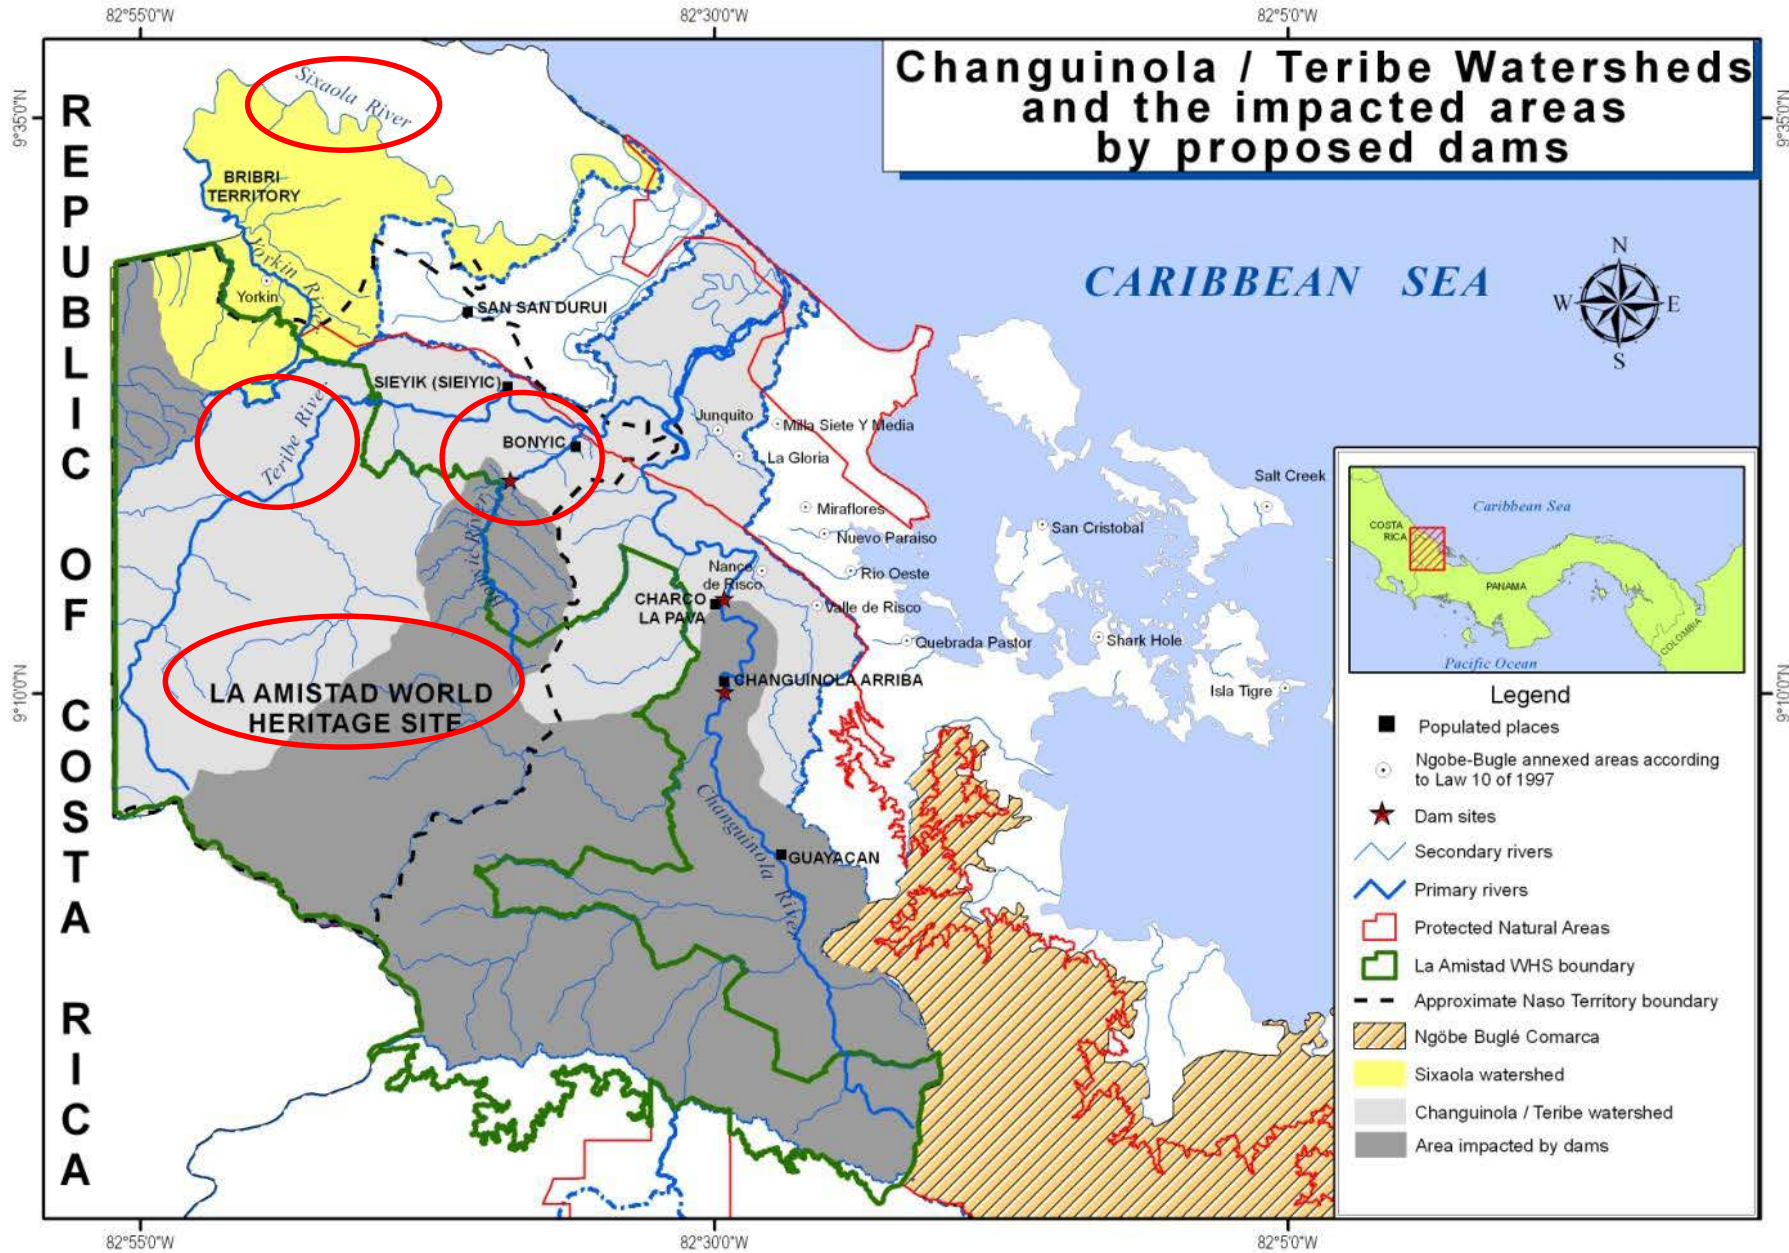 82°55'0"W
82°30'0"W
82°5'0"W
Changuinola / Teribe Watersheds
and the impacted areas
by proposed dams
9°35'0"N
9°35'0"N
REPUBLIC OF COSTA RICA
Sixaola River
BRIBRI
TERRITORY
Yorkin River
Yorkin
SAN SAN DURUI
CARIBBEAN SEA
N
W
E
S
SIEYIK (SIEIYIC)
Teribe River
BONYIC
Junquito
Milla Siete Y Media
La Gloria
Miraflores
Nuevo Paraiso
Rio Oeste
Nance
de Risco
Valle de Risco
CHARCO
LA PAVA
Quebrada Pastor
Salt Creek
San Cristobal
Shark Hole
Isla Tigre
LA AMISTAD WORLD
HERITAGE SITE
CHANGUINOLA ARRIBA
Changuinola River
GUAYACAN
9°10'0"N
9°10'0"N
Caribbean Sea
COSTA
RICA
PANAMA
COLOMBIA
Pacific Ocean
Legend
Populated places
Ngobe-Bugle annexed areas according
to Law 10 of 1997
Dam sites
Secondary rivers
Primary rivers
Protected Natural Areas
La Amistad WHS boundary
Approximate Naso Territory boundary
Ngöbe Buglé Comarca
Sixaola watershed
Changuinola / Teribe watershed
Area impacted by dams
82°55'0"W
82°30'0"W
82°5'0"W